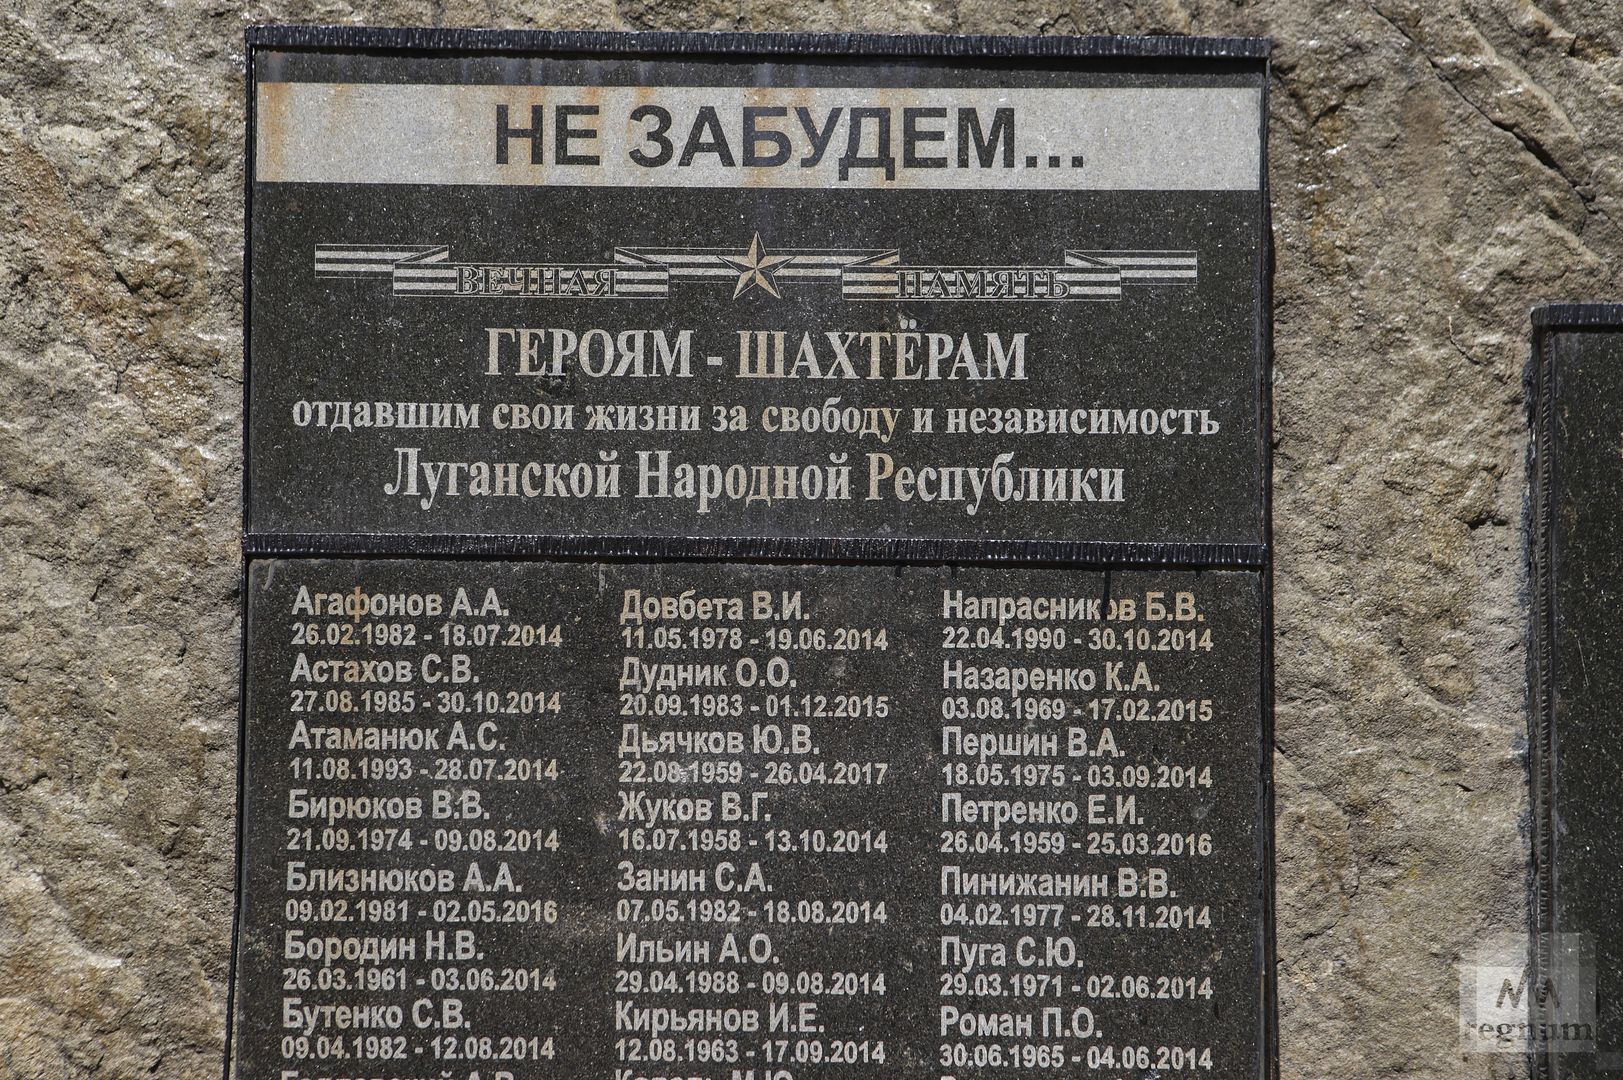 НЕ ЗАБУДЕМ...
ВЕЧНАЯ ПАМЯТЬ
ГЕРОЯМ - ШАХТЁРАМ
отдавшим свои жизни за свободу и независимость
Луганской Народной Республики
Агафонов А.А.
26.02.1982 - 18.07.2014
Астахов С.В.
27.08.1985 - 30.10.2014
Атаманюк А.С.
11.08.1993 - 28.07.2014
Бирюков В.В.
21.09.1974 - 09.08.2014
Близнюков А.А.
09.02.1981 - 02.05.2016
Бородин Н.В.
26.03.1961 - 03.06.2014
Бутенко С.В.
09.04.1982 - 12.08.2014
Довбета В.И.
11.05.1978 - 19.06.2014
Дудник О.О.
20.09.1983 - 01.12.2015
Дьячков Ю.В.
22.08.1959 - 26.04.2017
Жуков В.Г.
16.07.1958 - 13.10.2014
Занин С.А.
07.05.1982 - 18.08.2014
Ильин А.О.
29.04.1988 - 09.08.2014
Кирьянов И.Е.
12.08.1963 - 17.09.2014
Напрасников Б.В.
22.04.1990 - 30.10.2014
Назаренко К.А.
03.08.1969 - 17.02.2015
Першин В.А.
18.05.1975 - 03.09.2014
Петренко Е.И.
26.04.1959 - 25.03.2016
Пинижанин В.В.
04.02.1977 - 28.11.2014
Пуга С.Ю.
29.03.1971 - 02.06.2014
Роман П.О.
30.06.1965 - 04.06.2014
regnum